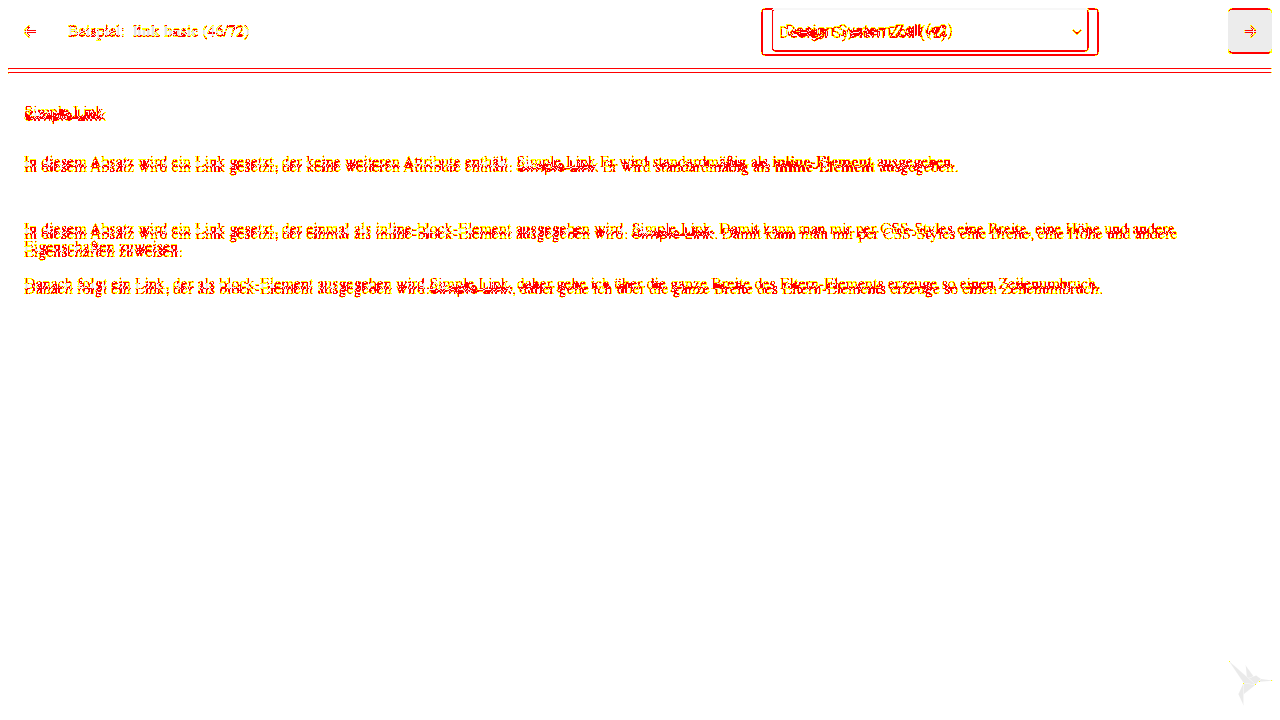 ← Beispiel: link basic (46/72) Design System Zoll (v2) →
Simple Link
In diesem Absatz wird ein Link gesetzt, der keine weiteren Attribute enthält: Simple Link. Er wird standardmäßig als inline-Element ausgegeben.
In diesem Absatz wird ein Link gesetzt, der einmal als inline-block-Element ausgegeben wird: Simple Link. Damit kann man mit per CSS-Styles eine Breite, eine Höhe und andere
Eigenschaften zuweisen.
Danach folgt ein Link, der als block-Element ausgegeben wird: Simple Link, daher gehe ich über die ganze Breite des Eltern-Elements erzeuge so einen Zeilenumbruch.